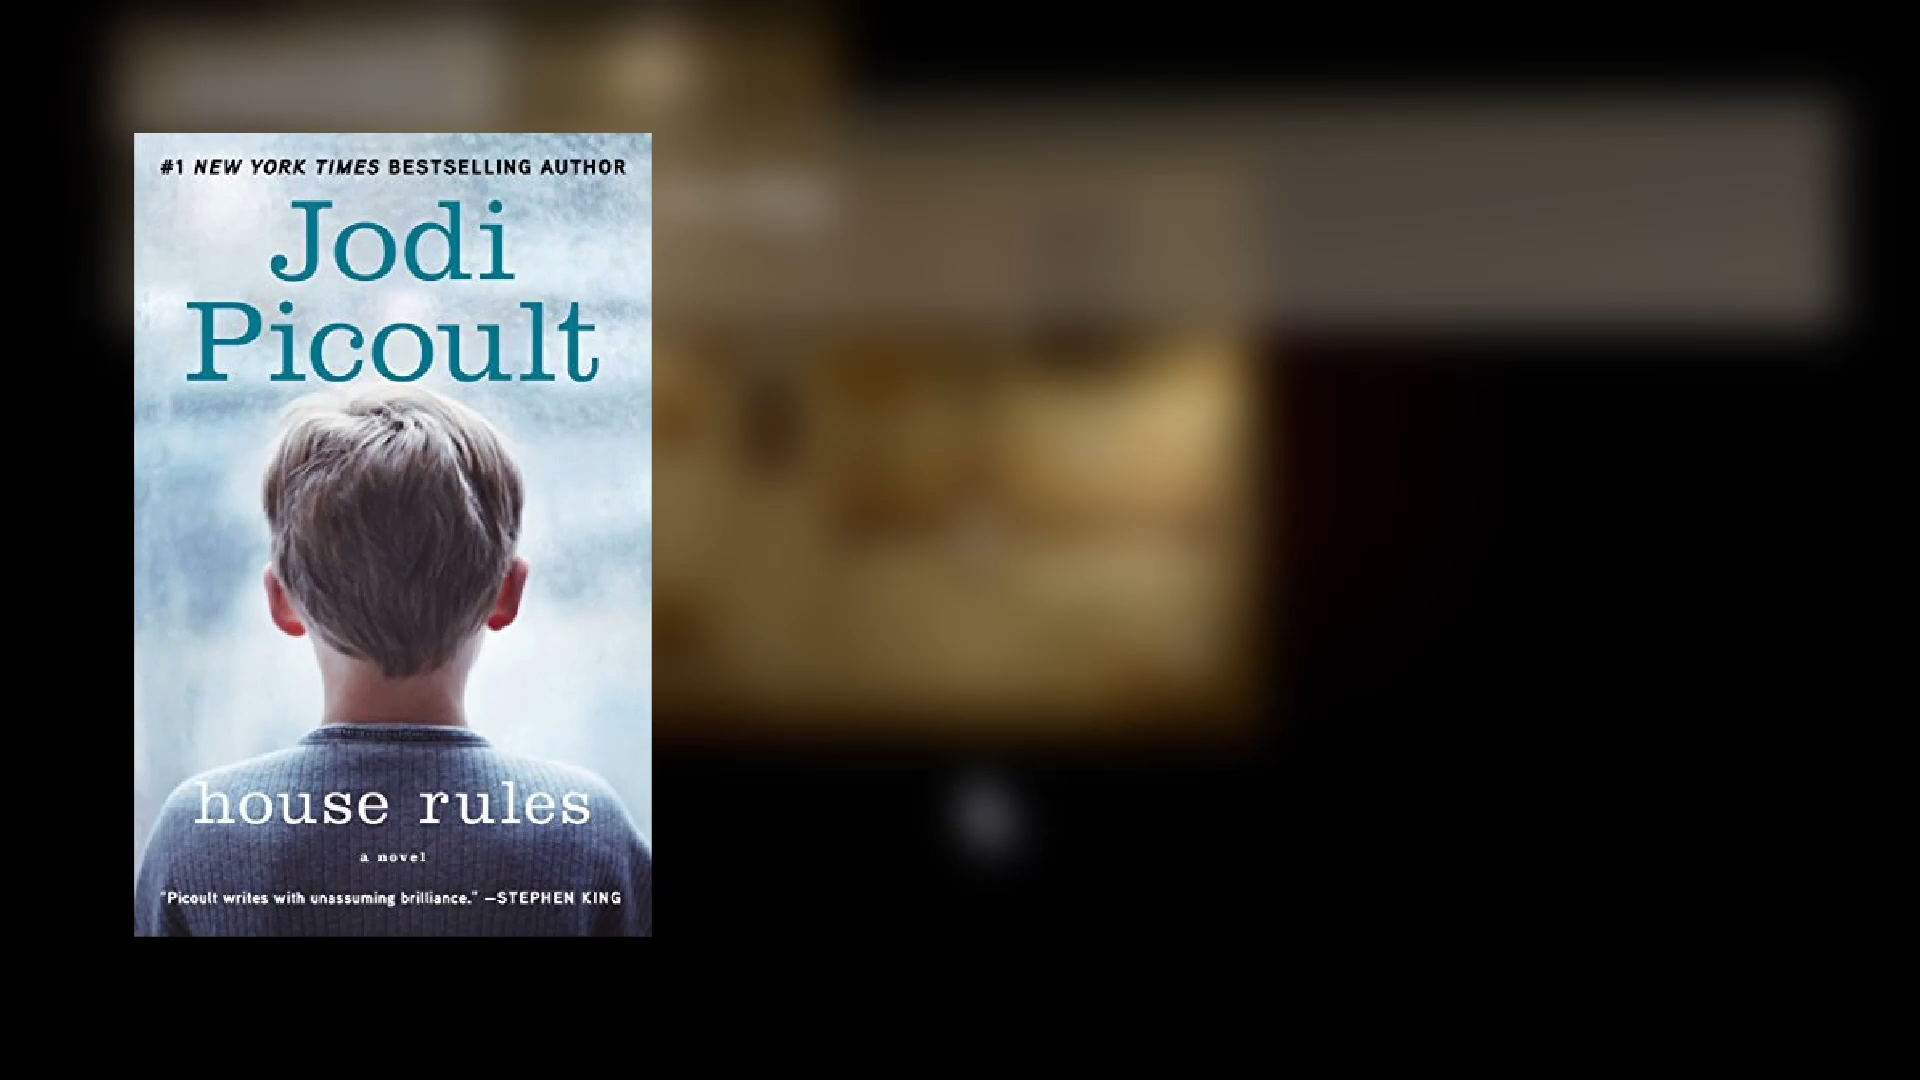 #1 NEW YORK TIMES BESTSELLING AUTHOR
Jodi
Picoult
house rules
a novel
"Picoult writes with unassuming brilliance." —STEPHEN KING